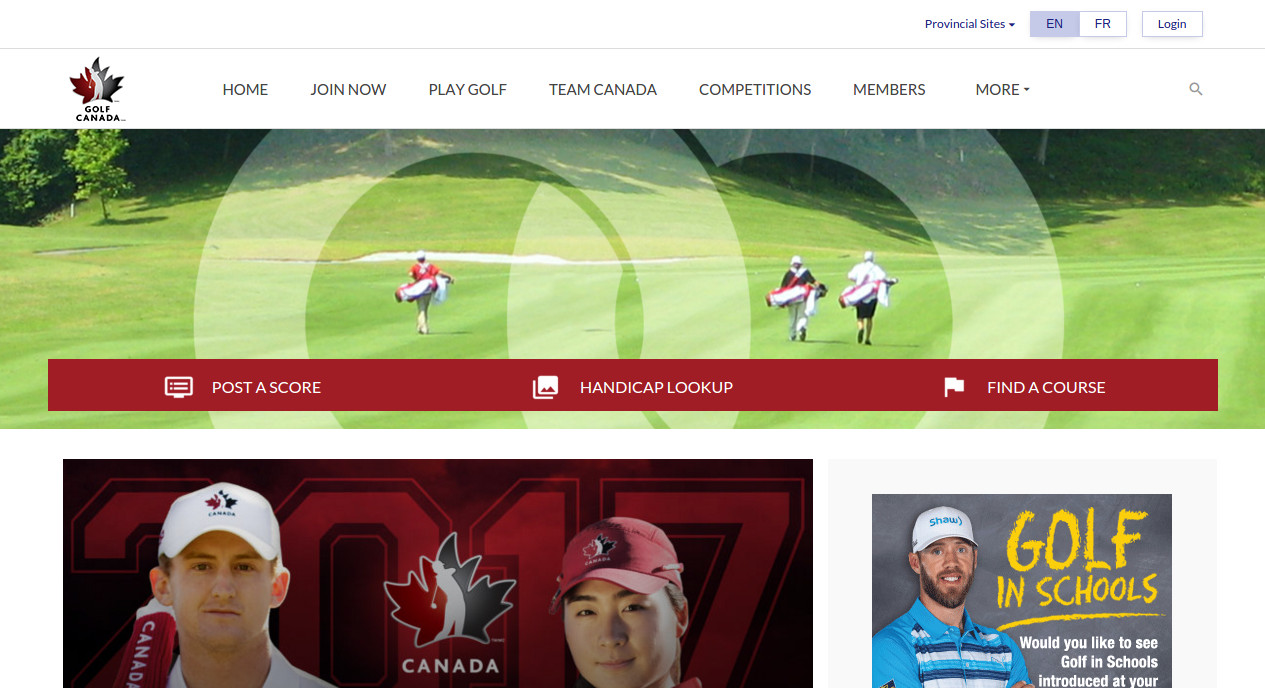 Provincial Sites
EN
FR
Login
GOLF
CANADA
HOME
JOIN NOW
PLAY GOLF
TEAM CANADA
COMPETITIONS
MEMBERS
MORE
POST A SCORE
HANDICAP LOOKUP
FIND A COURSE
2017
CANADA
CANADA
CANADA
CANADA
Shaw)
GOLF
IN SCHOOLS
Would you like to see
Golf in Schools
introduced at your